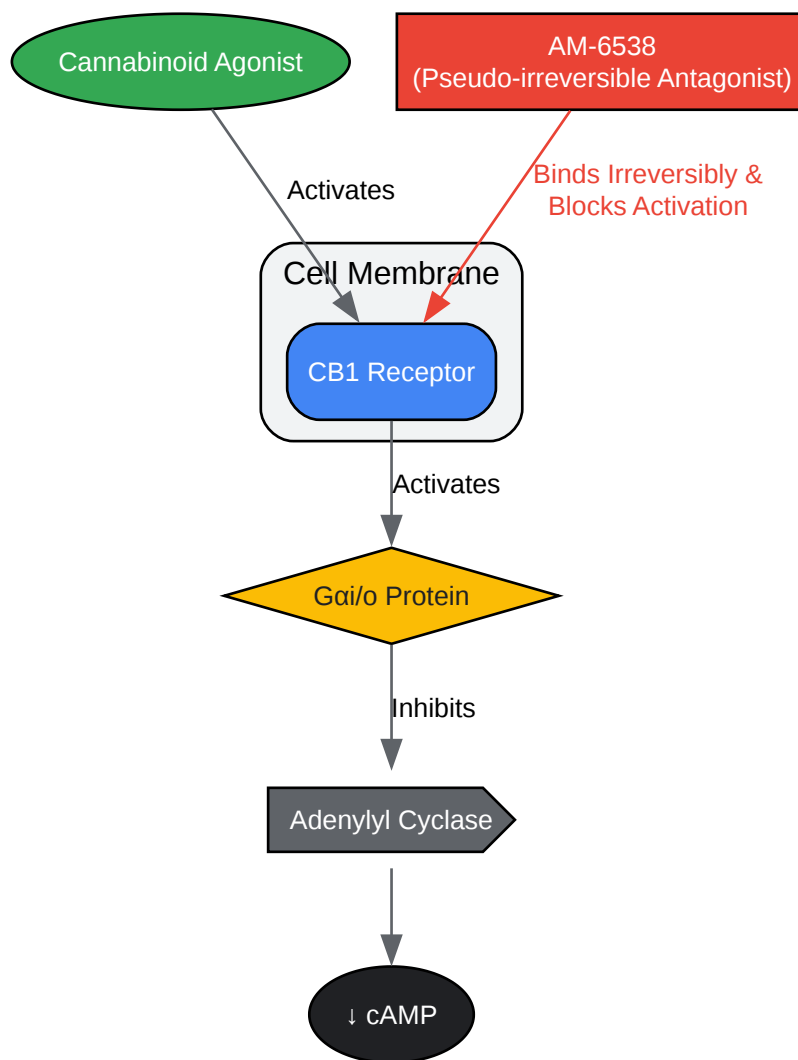 Cannabinoid Agonist
AM-6538
(Pseudo-irreversible Antagonist)
Activates
Binds Irreversibly &
Blocks Activation
Cell Membrane
CB1 Receptor
Activates
Gαi/o Protein
Inhibits
Adenylyl Cyclase
↓ cAMP